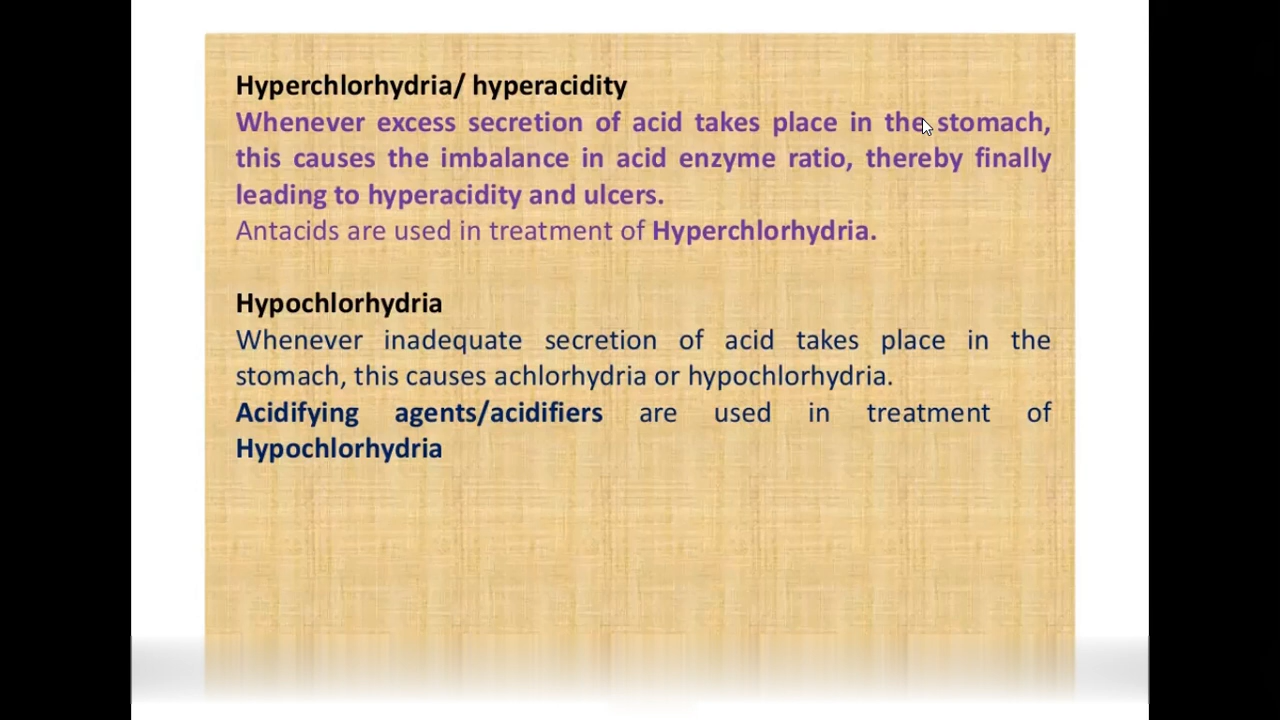 Hyperchlorhydria/ hyperacidity
Whenever excess secretion of acid takes place in the stomach,
this causes the imbalance in acid enzyme ratio, thereby finally
leading to hyperacidity and ulcers.
Antacids are used in treatment of Hyperchlorhydria.
Hypochlorhydria
Whenever inadequate secretion of acid takes place in the
stomach, this causes achlorhydria or hypochlorhydria.
Acidifying agents/acidifiers are used in treatment of
Hypochlorhydria